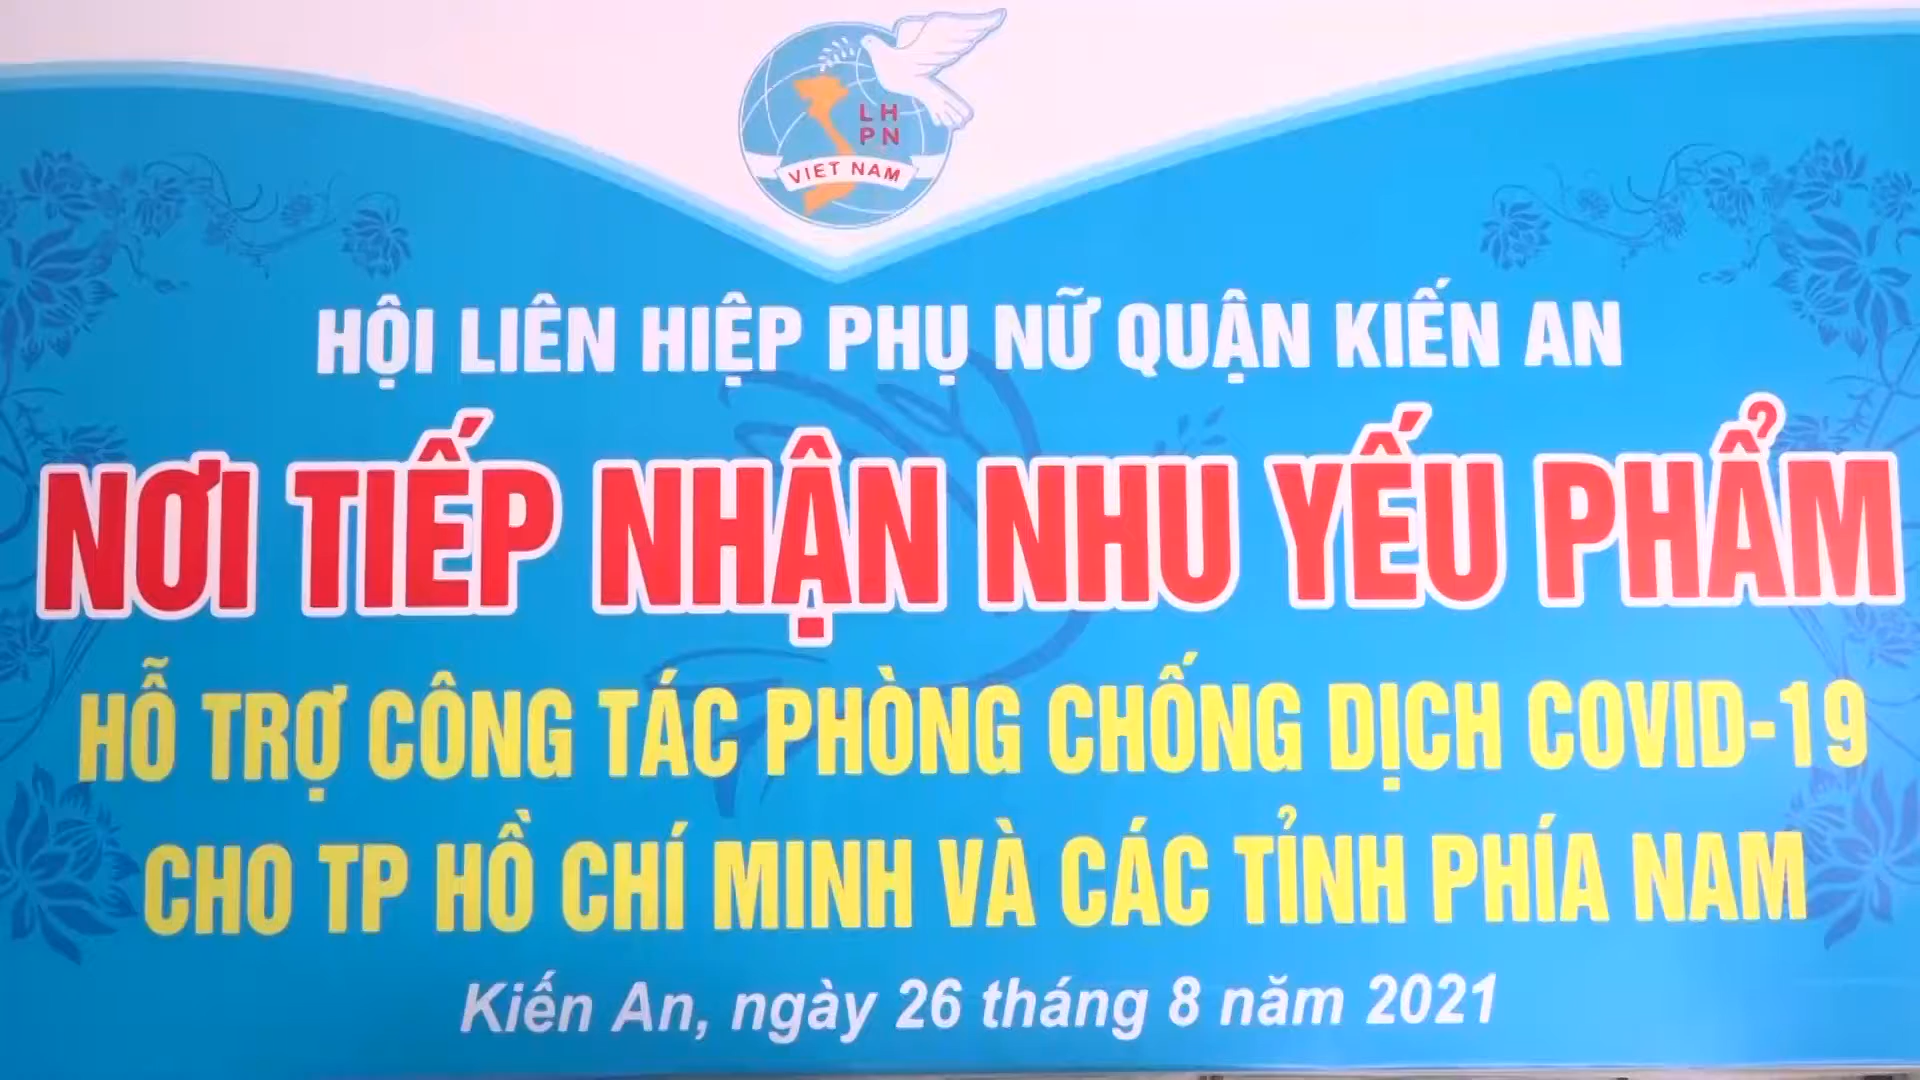 LH
PN
VIET NAM
HỘI LIÊN HIỆP PHỤ NỮ QUẬN KIẾN AN
NƠI TIẾP NHẬN NHU YẾU PHẨM
HỖ TRỢ CÔNG TÁC PHÒNG CHỐNG DỊCH COVID-19
CHO TP HỒ CHÍ MINH VÀ CÁC TỈNH PHÍA NAM
Kiến An, ngày 26 tháng 8 năm 2021